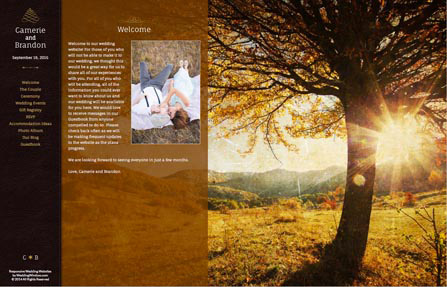 Camerie
and
Brandon
September 19, 2016
Welcome
The Couple
Ceremony
Wedding Events
Gift Registry
RSVP
Accommodation Ideas
Photo Album
Our Blog
Guestbook
C B
Responsive Wedding Websites
by WeddingWindow.com
© 2014 All Rights Reserved
Welcome
Welcome to our wedding
website! For those of you who
will not be able to make it to
our wedding, we thought this
would be a great way for us to
share all of our experiences
with you. For all of you who
will be attending, all of the
information you could ever
want to know about us and
our wedding will be available
for you here. We would love
to receive messages in our
Guestbook from anyone
compelled to do so. Please
check back often as we will
be making frequent updates
to the website as the plans
progress.
We are looking forward to seeing everyone in just a few months.
Love, Camerie and Brandon